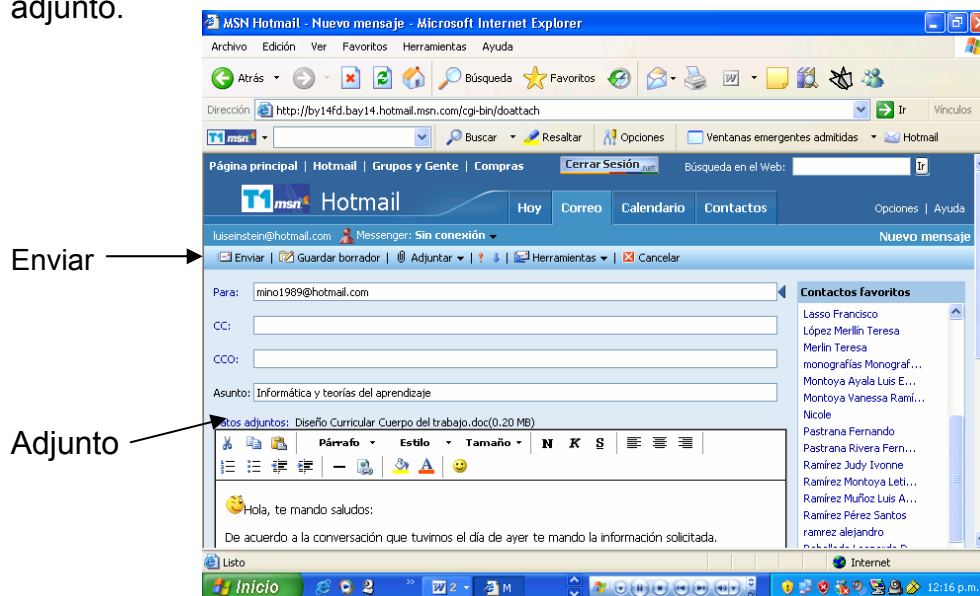 adjunto.
MSN Hotmail - Nuevo mensaje - Microsoft Internet Explorer
Archivo Edición Ver Favoritos Herramientas Ayuda
Atrás Búsqueda Favoritos
Dirección http://by14fd.bay14.hotmail.msn.com/cgi-bin/doattach Ir Vínculos
T1 msn Buscar Resaltar Opciones Ventanas emergentes admitidas Hotmail
Página principal | Hotmail | Grupos y Gente | Compras Cerrar Sesión .net Búsqueda en el Web: Ir
T1 msn Hotmail Hoy Correo Calendario Contactos Opciones | Ayuda
luiseinstein@hotmail.com Messenger: Sin conexión Nuevo mensaje
Enviar
Enviar | Guardar borrador | Adjuntar | Herramientas | Cancelar
Para: mino1989@hotmail.com
CC:
CCO:
Asunto: Informática y teorías del aprendizaje
Adjunto
adjuntos: Diseño Curricular Cuerpo del trabajo.doc(0.20 MB)
Párrafo Estilo Tamaño N K S
Hola, te mando saludos:
De acuerdo a la conversación que tuvimos el día de ayer te mando la información solicitada.
Contactos favoritos
Lasso Francisco
López Merllín Teresa
Merlin Teresa
monografías Monograf...
Montoya Ayala Luis E...
Montoya Vanessa Ramí...
Nicole
Pastrana Fernando
Pastrana Rivera Fern...
Ramírez Judy Ivonne
Ramírez Montoya Leti...
Ramírez Muñoz Luis A...
Ramírez Pérez Santos
ramrez alejandro
Listo Internet
Inicio 2 M 12:16 p.m.